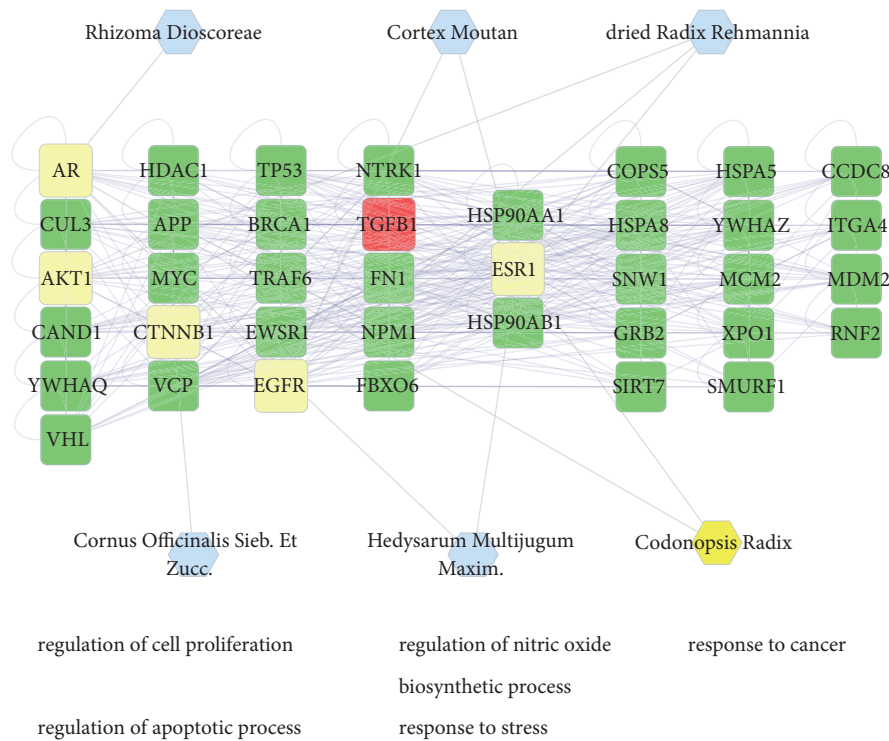 Rhizoma Dioscoreae
Cortex Moutan
dried Radix Rehmannia
AR
HDAC1
TP53
NTRK1
COPS5
HSPA5
CCDC8
CUL3
APP
BRCA1
TGFB1
HSP90AA1
HSPA8
YWHAZ
ITGA4
AKT1
MYC
TRAF6
FN1
ESR1
SNW1
MCM2
MDM2
CAND1
CTNNB1
EWSR1
NPM1
HSP90AB1
GRB2
XPO1
RNF2
YWHAQ
VCP
EGFR
FBXO6
SIRT7
SMURF1
VHL
Cornus Officinalis Sieb. Et
Zucc.
Hedysarum Multijugum
Maxim.
Codonopsis Radix
regulation of cell proliferation
regulation of nitric oxide
biosynthetic process
response to cancer
regulation of apoptotic process
response to stress